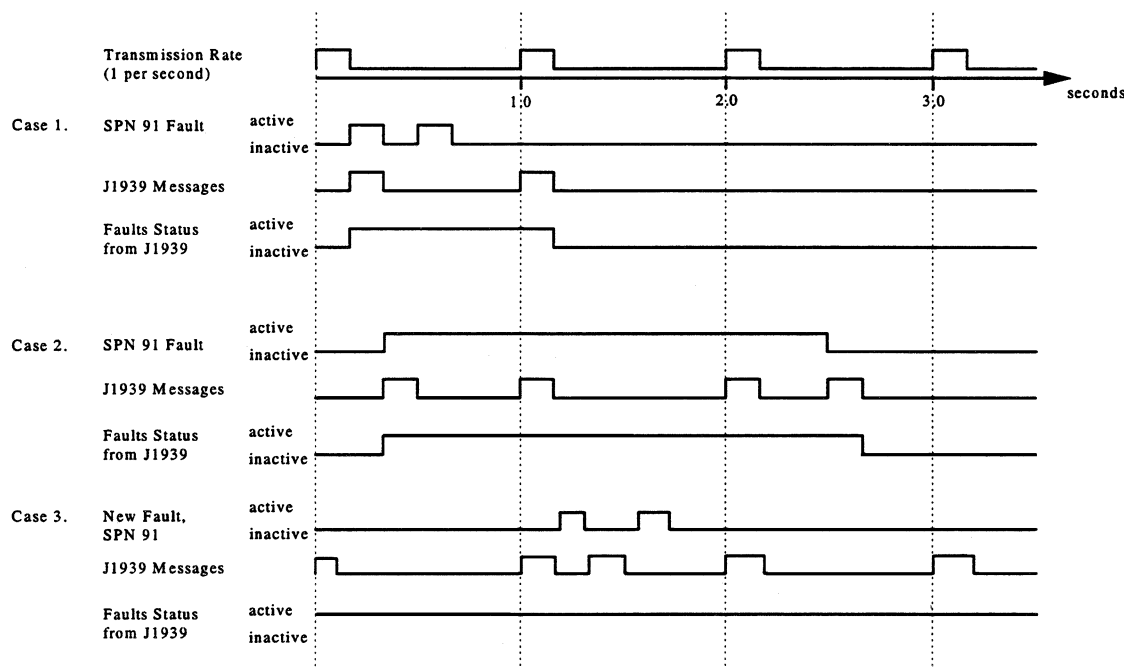 Transmission Rate
(1 per second)
1.0 2.0 3.0
seconds
Case 1. SPN 91 Fault active
inactive
J1939 Messages
Faults Status active
from J1939 inactive
Case 2. SPN 91 Fault active
inactive
J1939 Messages
Faults Status active
from J1939 inactive
Case 3. New Fault, active
SPN 91 inactive
J1939 Messages
Faults Status active
from J1939 inactive